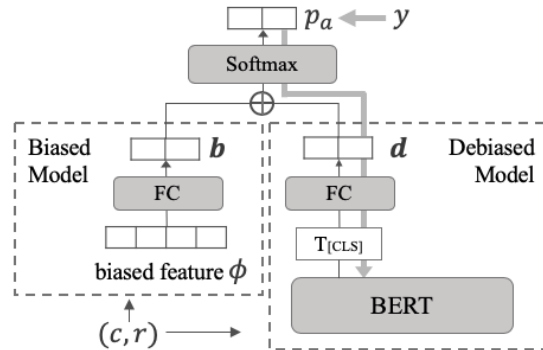 p_a y
Softmax
Biased Model
b
d
Debiased Model
FC
FC
T[CLS]
biased feature ϕ
BERT
(c, r)